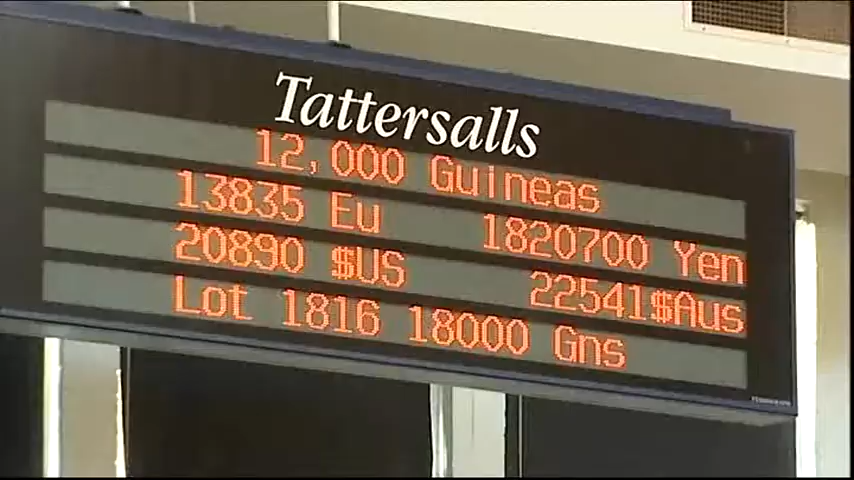 Tattersalls
12,000 Guineas
13835 Eu 1820700 Yen
20890 $US 22541$Aus
Lot 1816 18000 Gns